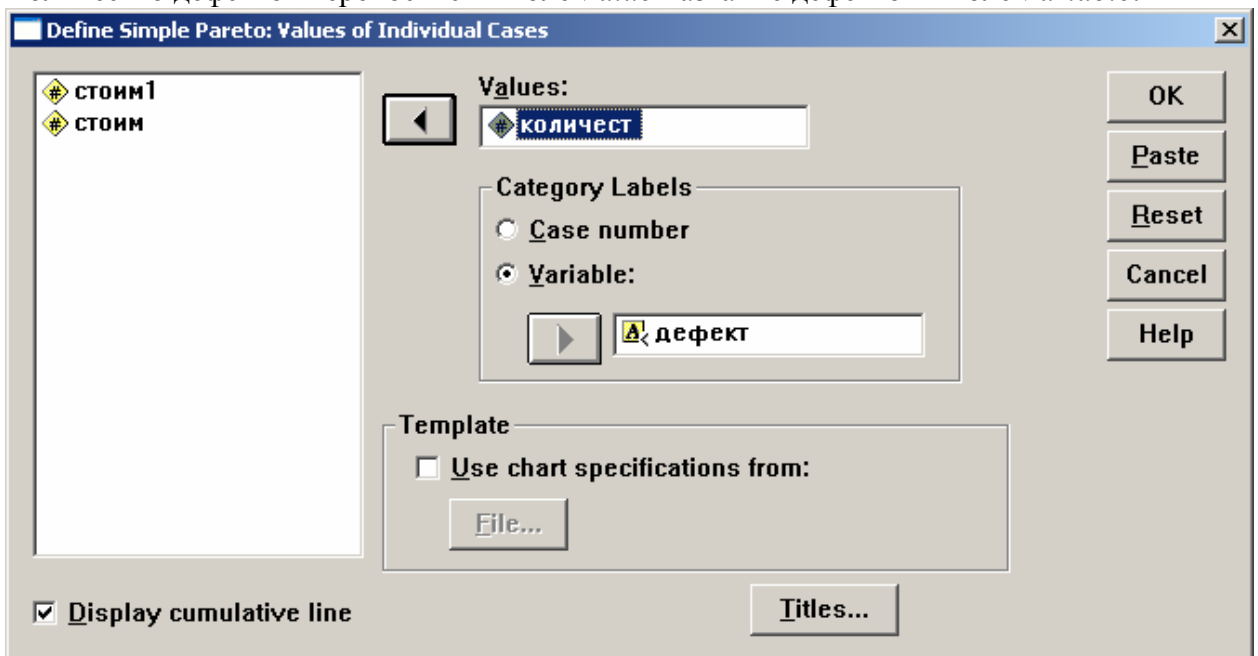 Define Simple Pareto: Values of Individual Cases
стоим1
стоим
Values:
количест
Category Labels
Case number
Variable:
дефект
Template
Use chart specifications from:
File...
Display cumulative line
Titles...
OK
Paste
Reset
Cancel
Help